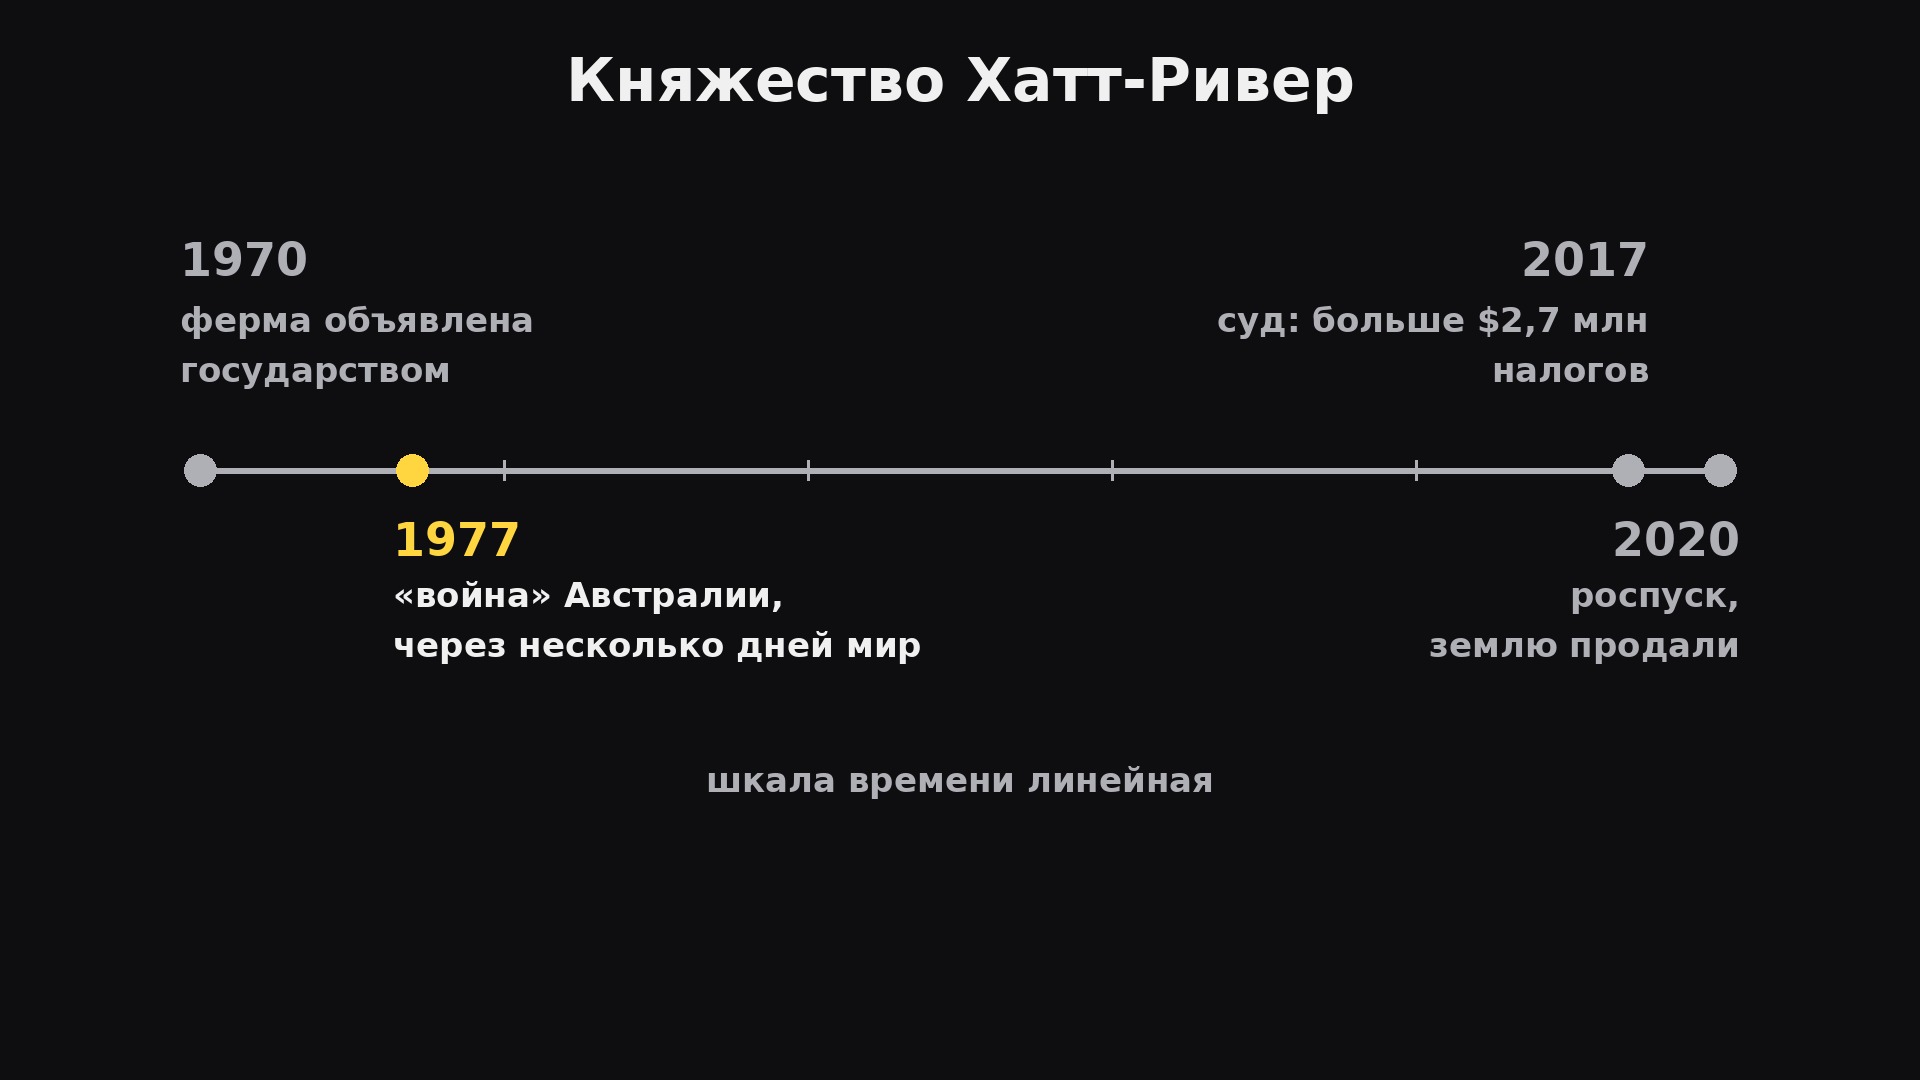 Княжество Хатт-Ривер
1970
ферма объявлена
государством
2017
суд: больше $2,7 млн
налогов
1977
«война» Австралии,
через несколько дней мир
2020
роспуск,
землю продали
шкала времени линейная